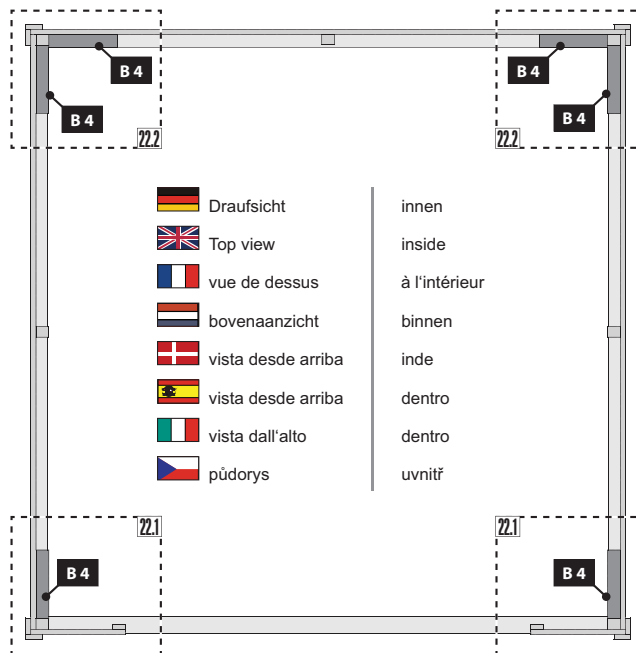 B 4
B 4
B 4
B 4
22.2
22.2
Draufsicht innen
Top view inside
vue de dessus à l‘intérieur
bovenaanzicht binnen
vista desde arriba inde
vista desde arriba dentro
vista dall‘alto dentro
půdorys uvnitř
22.1
22.1
B 4
B 4